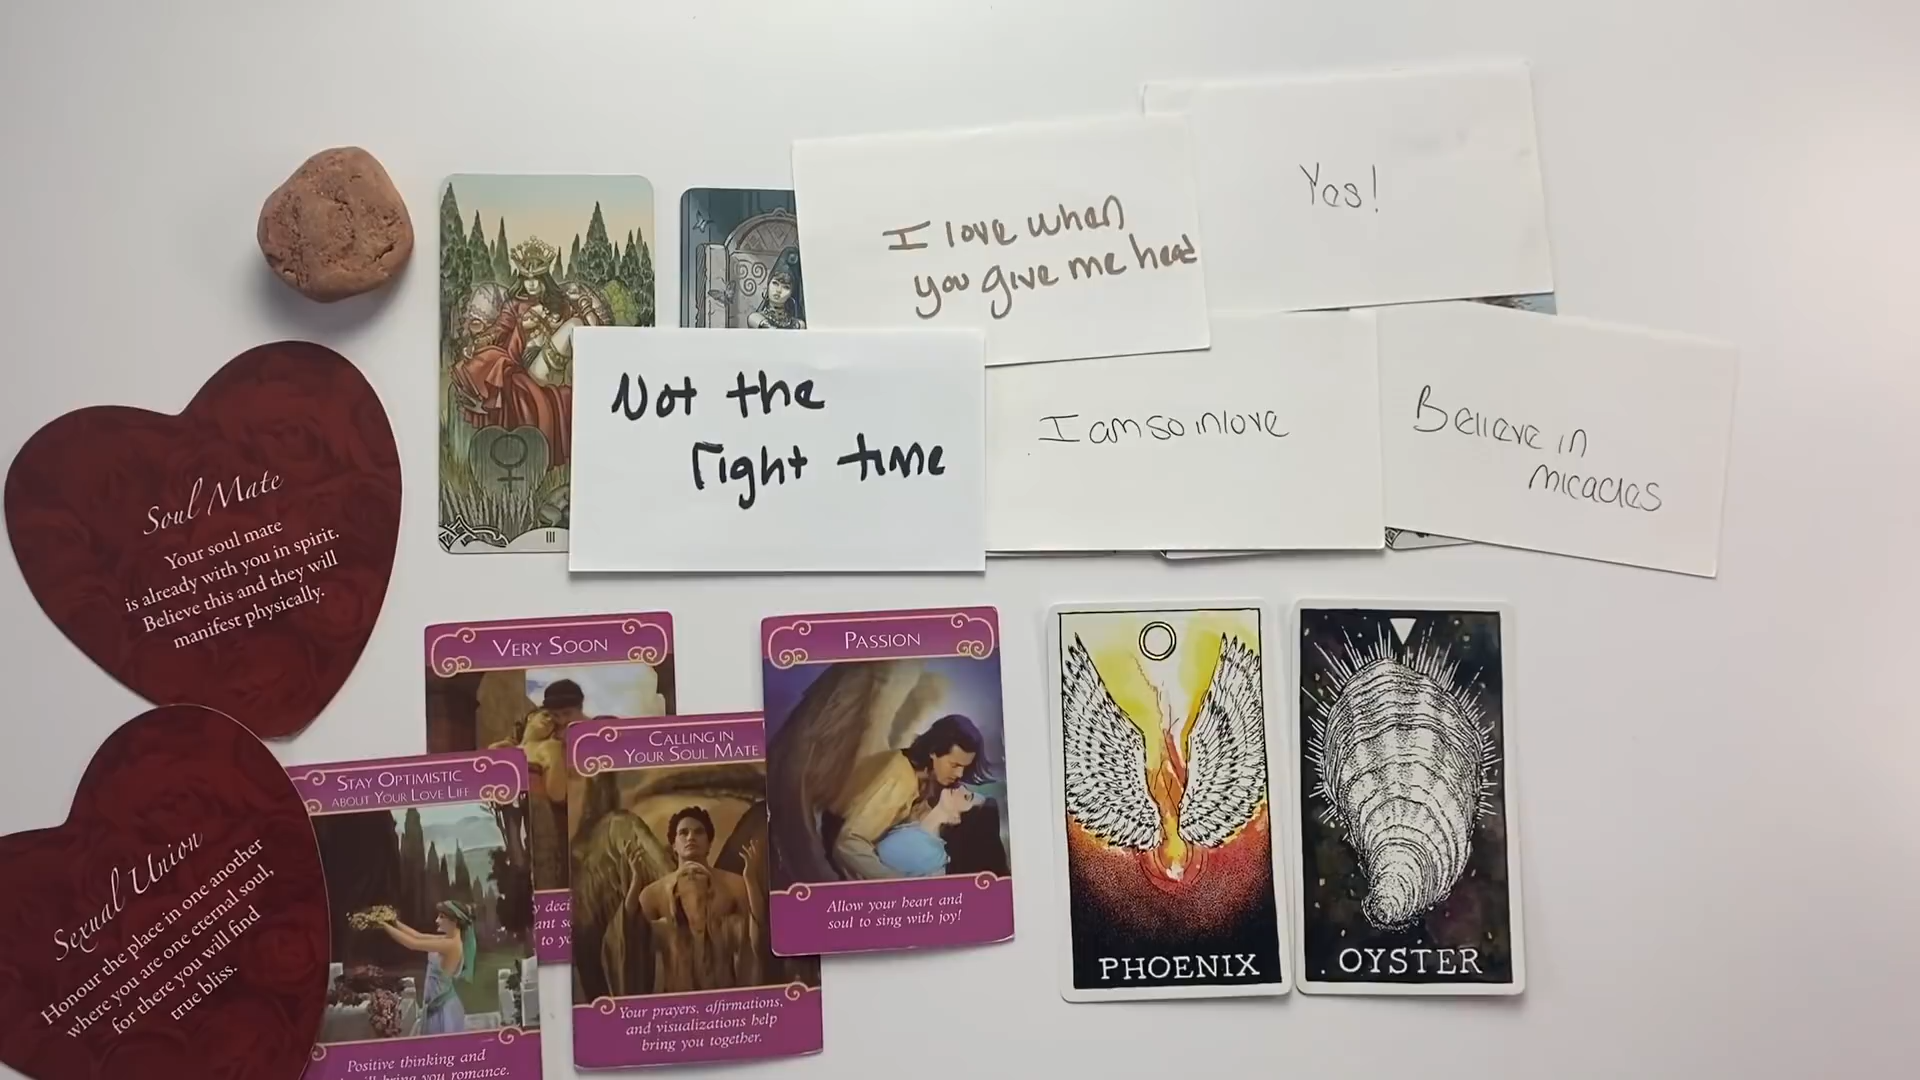 I love when
you give me head
Yes!
Not the
right time
I am so in love
Believe in
miracles
III
Soul Mate
Your soul mate
is already with you in spirit.
Believe this and they will
manifest physically.
Sexual Union
Honour the place in one another
where you are one eternal soul,
for there you will find
true bliss.
VERY SOON
STAY OPTIMISTIC
ABOUT YOUR LOVE LIFE
Positive thinking and
bring you romance.
CALLING IN
YOUR SOUL MATE
Your prayers, affirmations,
and visualizations help
bring you together.
PASSION
Allow your heart and
soul to sing with joy!
PHOENIX
OYSTER